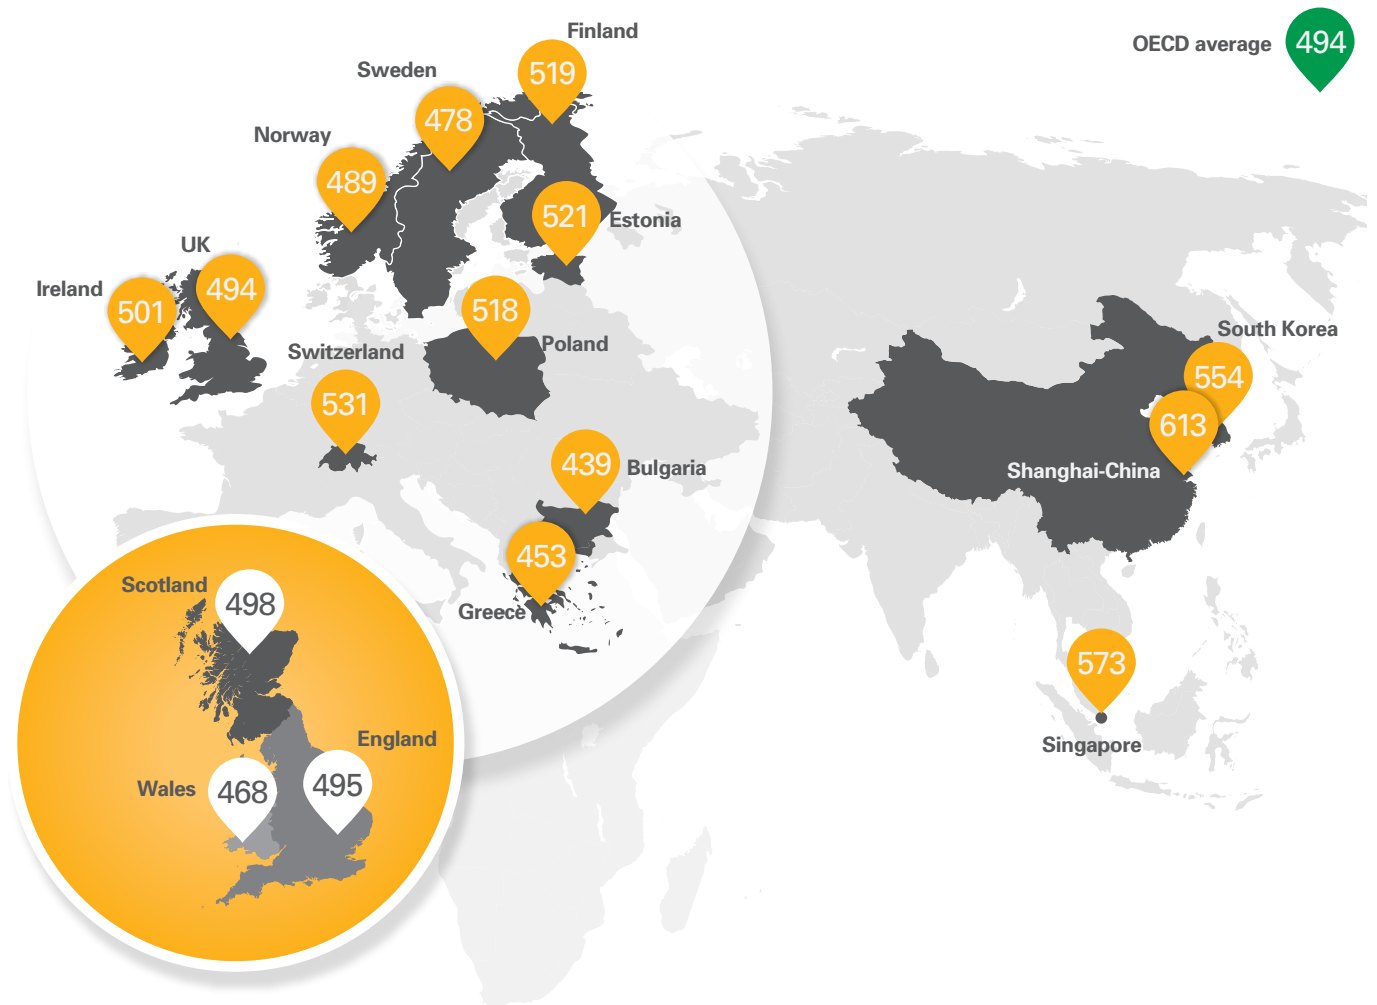 Finland
519
OECD average
494
Sweden
478
Norway
489
521
Estonia
UK
494
Ireland
501
518
Poland
Switzerland
531
South Korea
554
613
Shanghai-China
439
Bulgaria
453
Greece
Scotland
498
573
Singapore
England
495
Wales
468